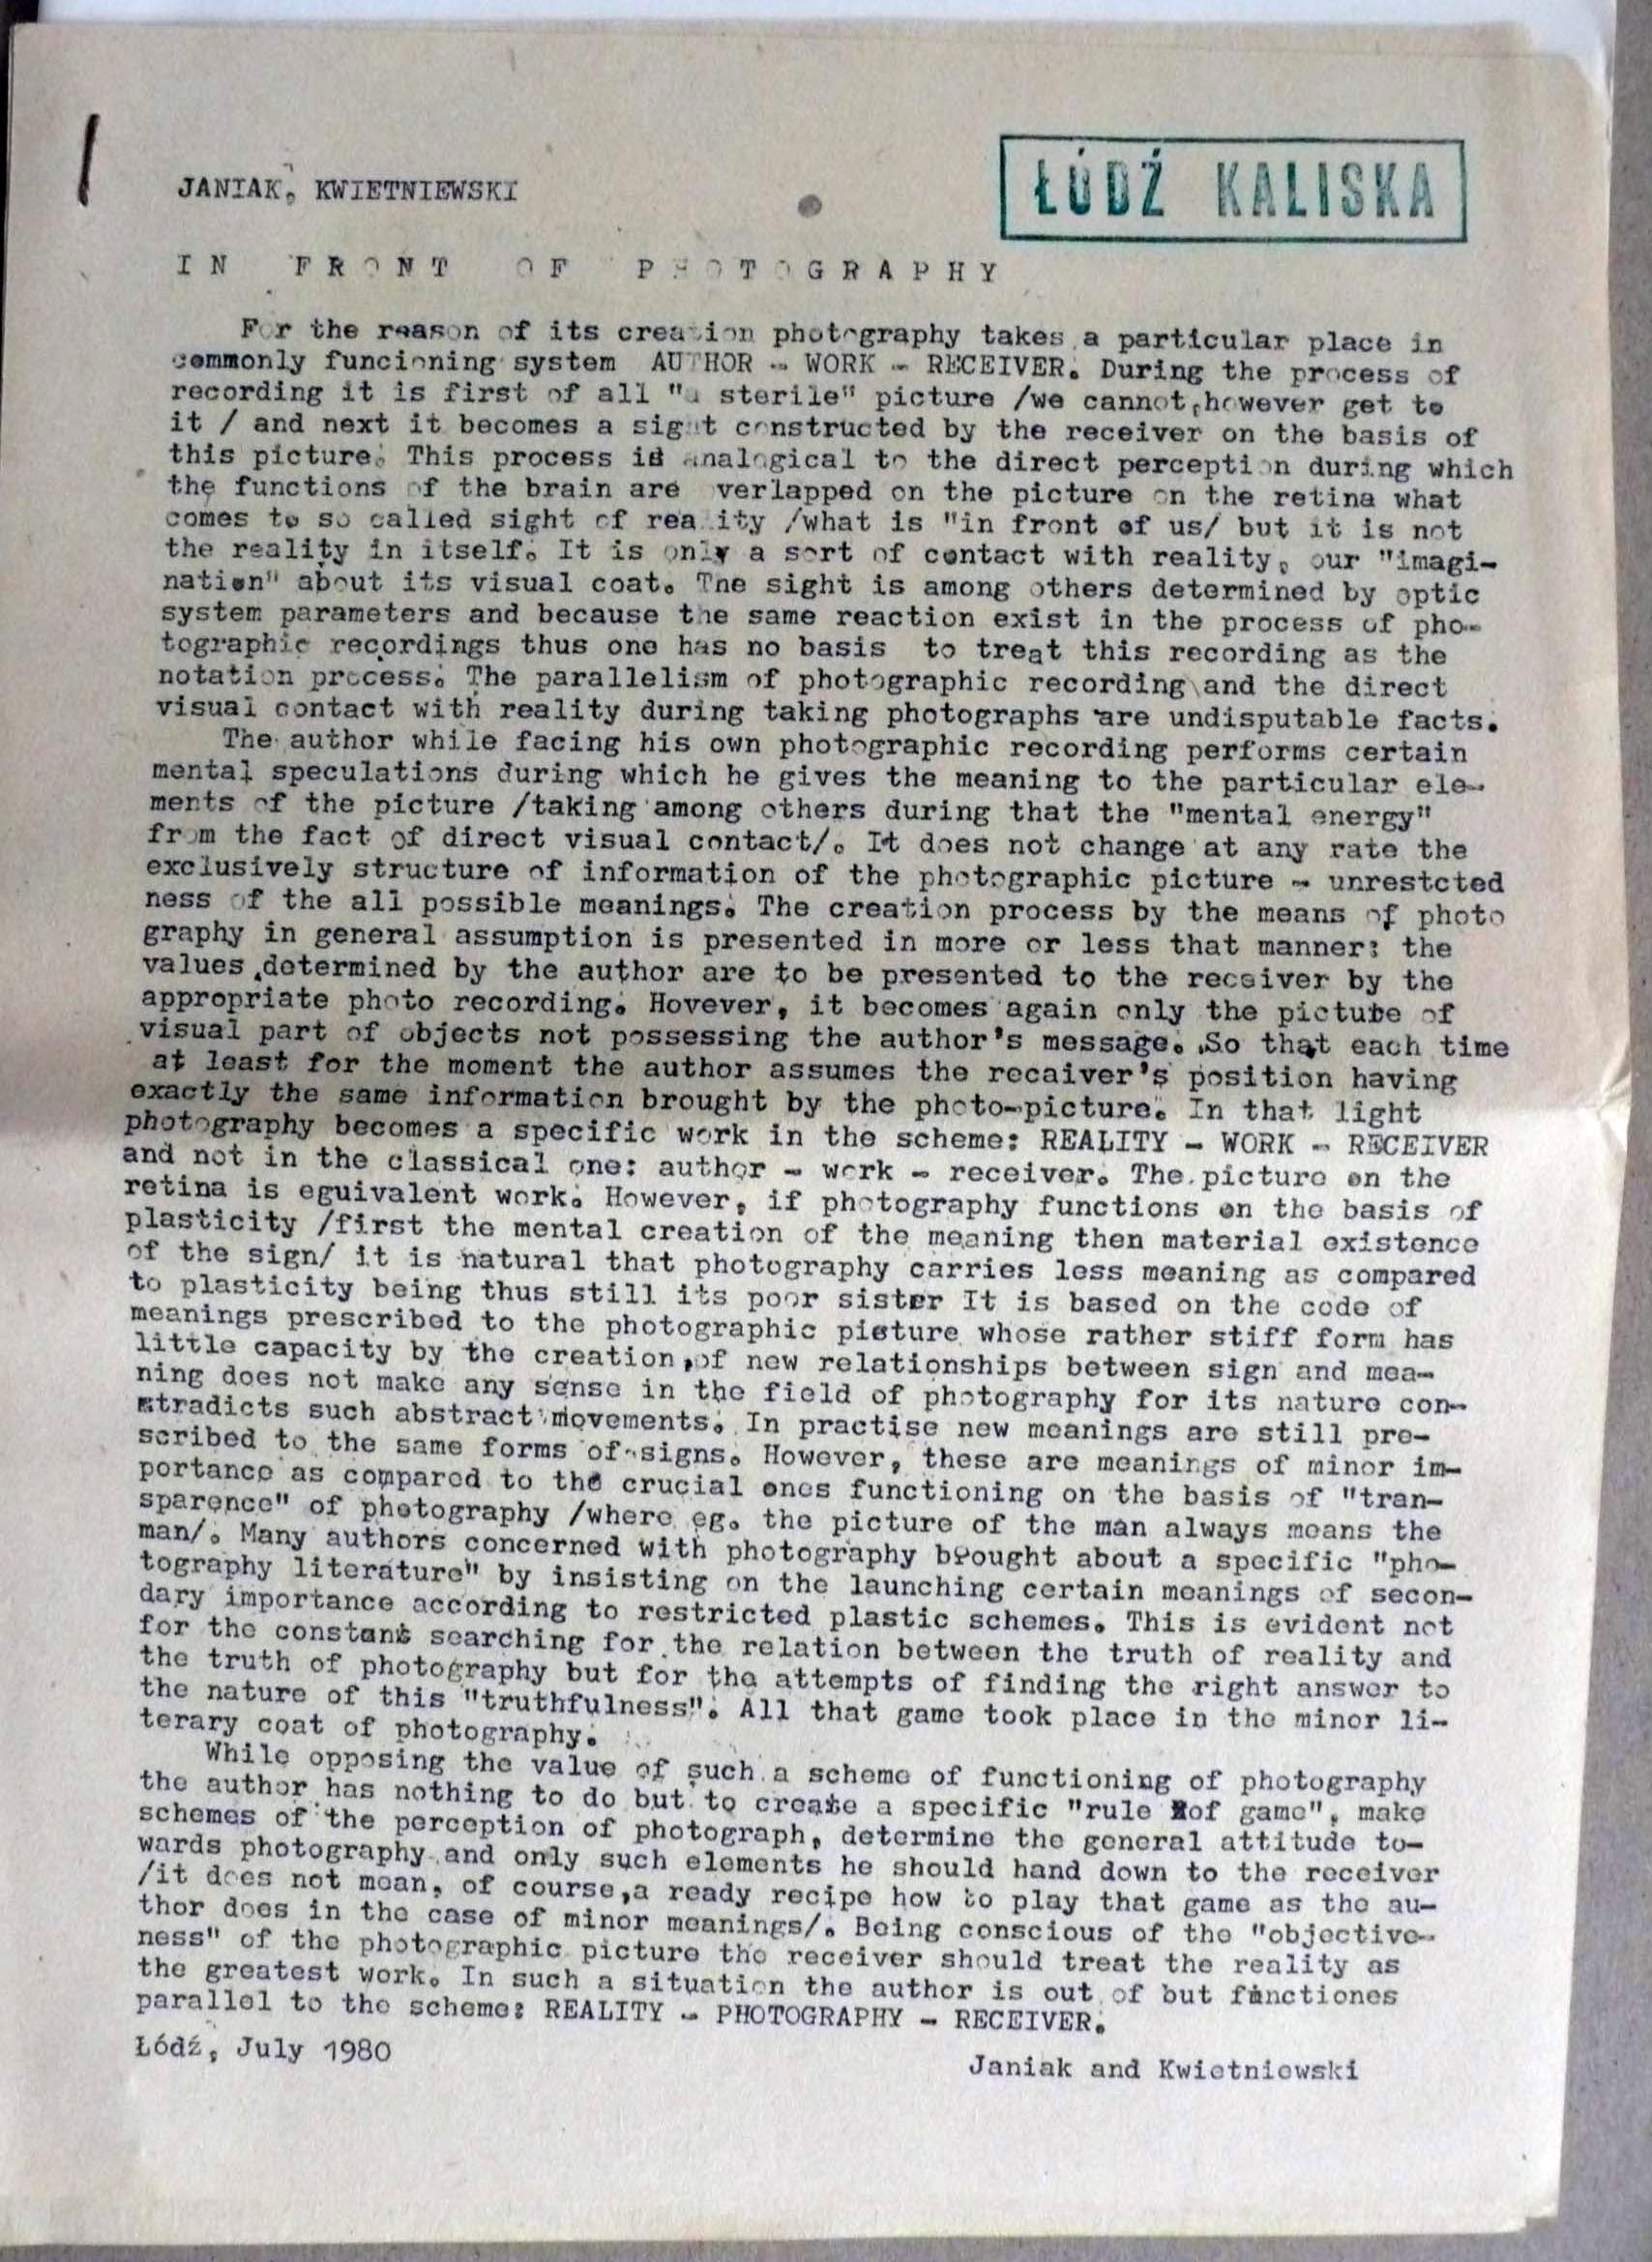 JANIAK, KWIETNIEWSKI
ŁÓDŹ KALISKA
IN FRONT OF PHOTOGRAPHY
For the reason of its creation photography takes a particular place in
commonly funcioning system AUTHOR - WORK - RECEIVER. During the process of
recording it is first of all "a sterile" picture /we cannot,however get to
it / and next it becomes a sight constructed by the receiver on the basis of
this picture. This process is analogical to the direct perception during which
the functions of the brain are verlapped on the picture on the retina what
comes to so called sight of reality /what is "in front of us/ but it is not
the reality in itself. It is only a sort of contact with reality, our "imagi-
nation" about its visual coat. The sight is among others determined by optic
system parameters and because the same reaction exist in the process of pho-
tographic recordings thus one has no basis to treat this recording as the
notation process. The parallelism of photographic recording and the direct
visual contact with reality during taking photographs are undisputable facts.
The author while facing his own photographic recording performs certain
mental speculations during which he gives the meaning to the particular ele-
ments of the picture /taking among others during that the "mental energy"
from the fact of direct visual contact/. It does not change at any rate the
exclusively structure of information of the photographic picture - unrestcted
ness of the all possible meanings. The creation process by the means of photo
graphy in general assumption is presented in more or less that manner: the
values determined by the author are to be presented to the receiver by the
appropriate photo recording. Hovever, it becomes again only the picture of
visual part of objects not possessing the author's message. So that each time
at least for the moment the author assumes the recaiver's position having
exactly the same information brought by the photo-picture. In that light
photography becomes a specific work in the scheme: REALITY - WORK - RECEIVER
and not in the classical one: author - work - receiver. The picture on the
retina is eguivalent work. However, if photography functions on the basis of
plasticity /first the mental creation of the meaning then material existence
of the sign/ it is natural that photography carries less meaning as compared
to plasticity being thus still its poor sister It is based on the code of
meanings prescribed to the photographic picture whose rather stiff form has
little capacity by the creation,of new relationships between sign and mea-
ning does not make any sense in the field of photography for its nature con-
tradicts such abstract movements. In practise new meanings are still pre-
scribed to the same forms of signs. However, these are meanings of minor im-
portance as compared to the crucial ones functioning on the basis of "tran-
sparence" of photography /where eg. the picture of the man always means the
man/. Many authors concerned with photography brought about a specific "pho-
tography literature" by insisting on the launching certain meanings of secon-
dary importance according to restricted plastic schemes. This is evident not
for the constant searching for the relation between the truth of reality and
the truth of photography but for the attempts of finding the right answer to
the nature of this "truthfulness". All that game took place in the minor li-
terary coat of photography.
While opposing the value of such a scheme of functioning of photography
the author has nothing to do but to create a specific "rule of game", make
schemes of the perception of photograph, determine the general attitude to-
wards photography and only such elements he should hand down to the receiver
/it does not mean, of course,a ready recipe how to play that game as the au-
thor does in the case of minor meanings/. Being conscious of the "objective-
ness" of the photographic picture the receiver should treat the reality as
the greatest work. In such a situation the author is out of but functiones
parallel to the scheme: REALITY - PHOTOGRAPHY - RECEIVER.
Łódź, July 1980
Janiak and Kwietniewski